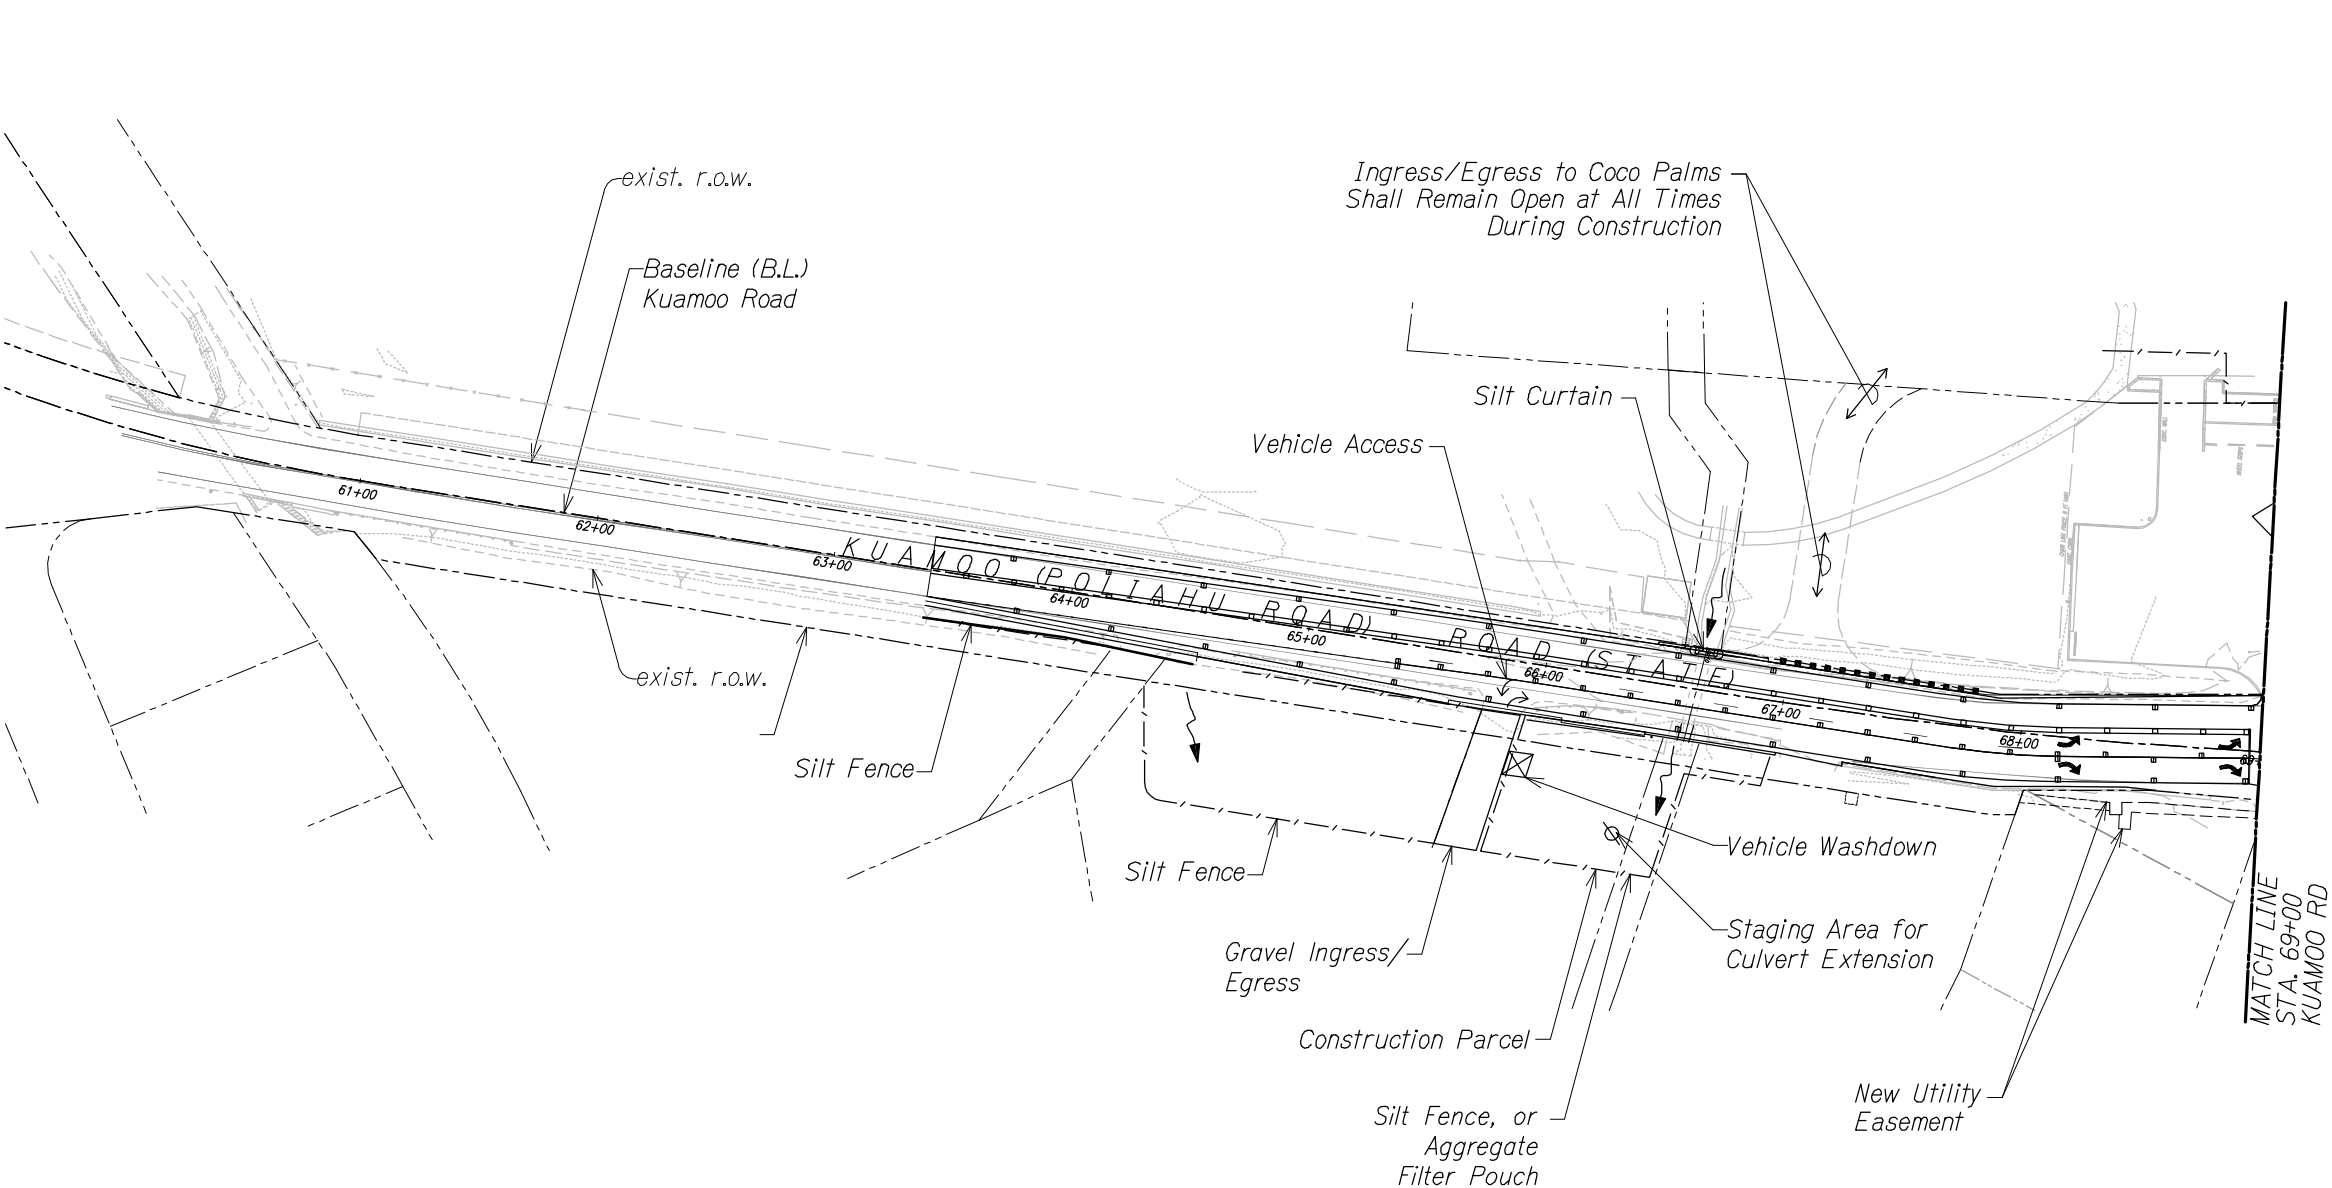 exist. r.o.w.
Baseline (B.L.)
Kuamoo Road
Ingress/Egress to Coco Palms
Shall Remain Open at All Times
During Construction
Silt Curtain
Vehicle Access
61+00
62+00
63+00
64+00
65+00
66+00
67+00
68+00
KUAMOO (POLIAHU ROAD) ROAD (STATE)
exist. r.o.w.
Silt Fence
Silt Fence
Gravel Ingress/
Egress
Construction Parcel
Silt Fence, or
Aggregate
Filter Pouch
Vehicle Washdown
Staging Area for
Culvert Extension
New Utility
Easement
MATCH LINE
STA. 69+00
KUAMOO RD